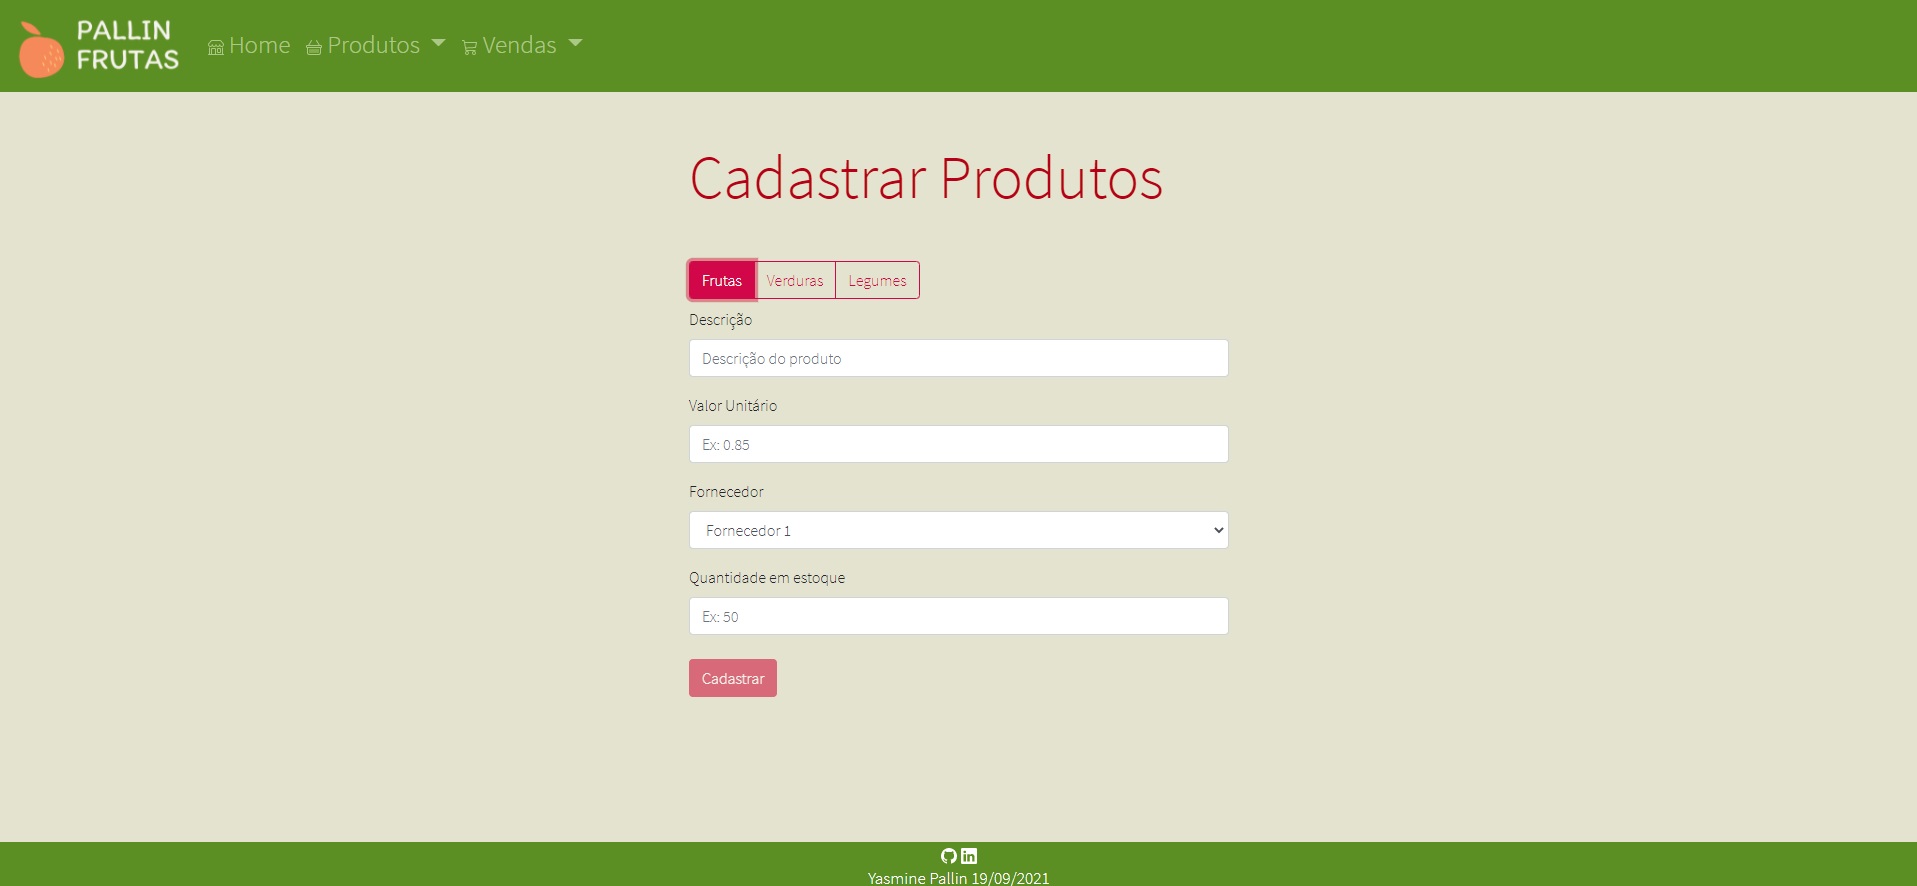 PALLIN
FRUTAS
Home Produtos Vendas
Cadastrar Produtos
Frutas Verduras Legumes
Descrição
Descrição do produto
Valor Unitário
Ex: 0.85
Fornecedor
Fornecedor 1
Quantidade em estoque
Ex: 50
Cadastrar
Yasmine Pallin 19/09/2021